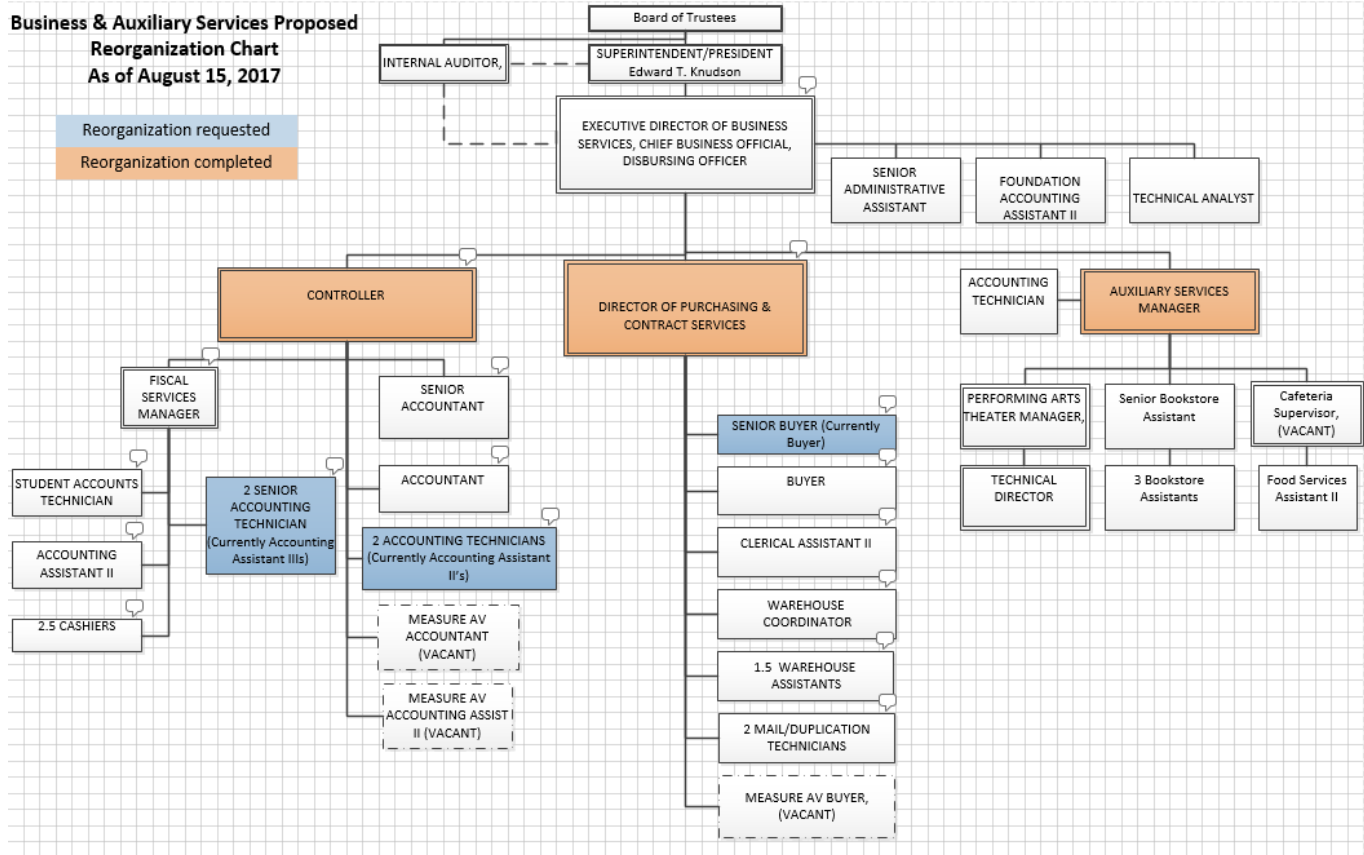 Business & Auxiliary Services Proposed
Reorganization Chart
As of August 15, 2017
Reorganization requested
Reorganization completed
Board of Trustees
INTERNAL AUDITOR,
SUPERINTENDENT/PRESIDENT
Edward T. Knudson
EXECUTIVE DIRECTOR OF BUSINESS
SERVICES, CHIEF BUSINESS OFFICIAL,
DISBURSING OFFICER
SENIOR
ADMINISTRATIVE
ASSISTANT
FOUNDATION
ACCOUNTING
ASSISTANT II
TECHNICAL ANALYST
CONTROLLER
DIRECTOR OF PURCHASING &
CONTRACT SERVICES
ACCOUNTING
TECHNICIAN
AUXILIARY SERVICES
MANAGER
FISCAL
SERVICES
MANAGER
STUDENT ACCOUNTS
TECHNICIAN
ACCOUNTING
ASSISTANT II
2.5 CASHIERS
2 SENIOR
ACCOUNTING
TECHNICIAN
(Currently Accounting
Assistant IIIs)
SENIOR
ACCOUNTANT
ACCOUNTANT
2 ACCOUNTING TECHNICIANS
(Currently Accounting Assistant
II's)
MEASURE AV
ACCOUNTANT
(VACANT)
MEASURE AV
ACCOUNTING ASSIST
II (VACANT)
SENIOR BUYER (Currently
Buyer)
BUYER
CLERICAL ASSISTANT II
WAREHOUSE
COORDINATOR
1.5 WAREHOUSE
ASSISTANTS
2 MAIL/DUPLICATION
TECHNICIANS
MEASURE AV BUYER,
(VACANT)
PERFORMING ARTS
THEATER MANAGER,
TECHNICAL
DIRECTOR
Senior Bookstore
Assistant
3 Bookstore
Assistants
Cafeteria
Supervisor,
(VACANT)
Food Services
Assistant II